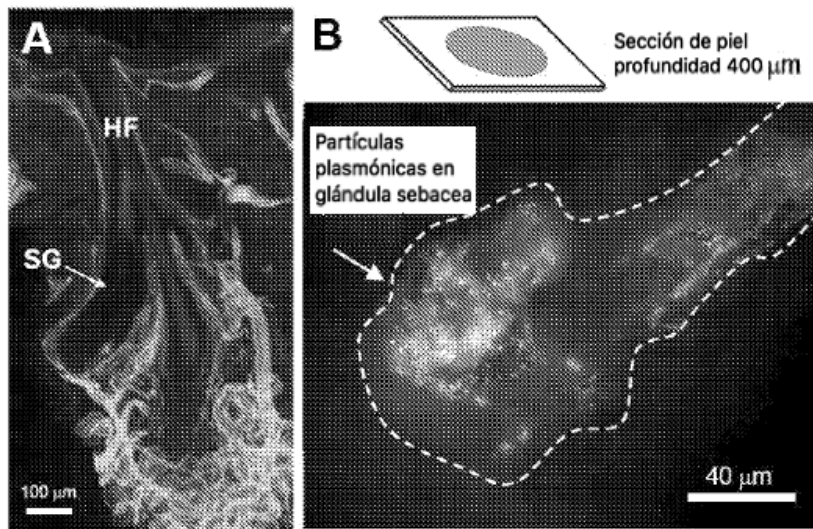 A
HF
SG
100 μm
B
Sección de piel
profundidad 400 μm
Partículas
plasmónicas en
glándula sebacea
40 μm